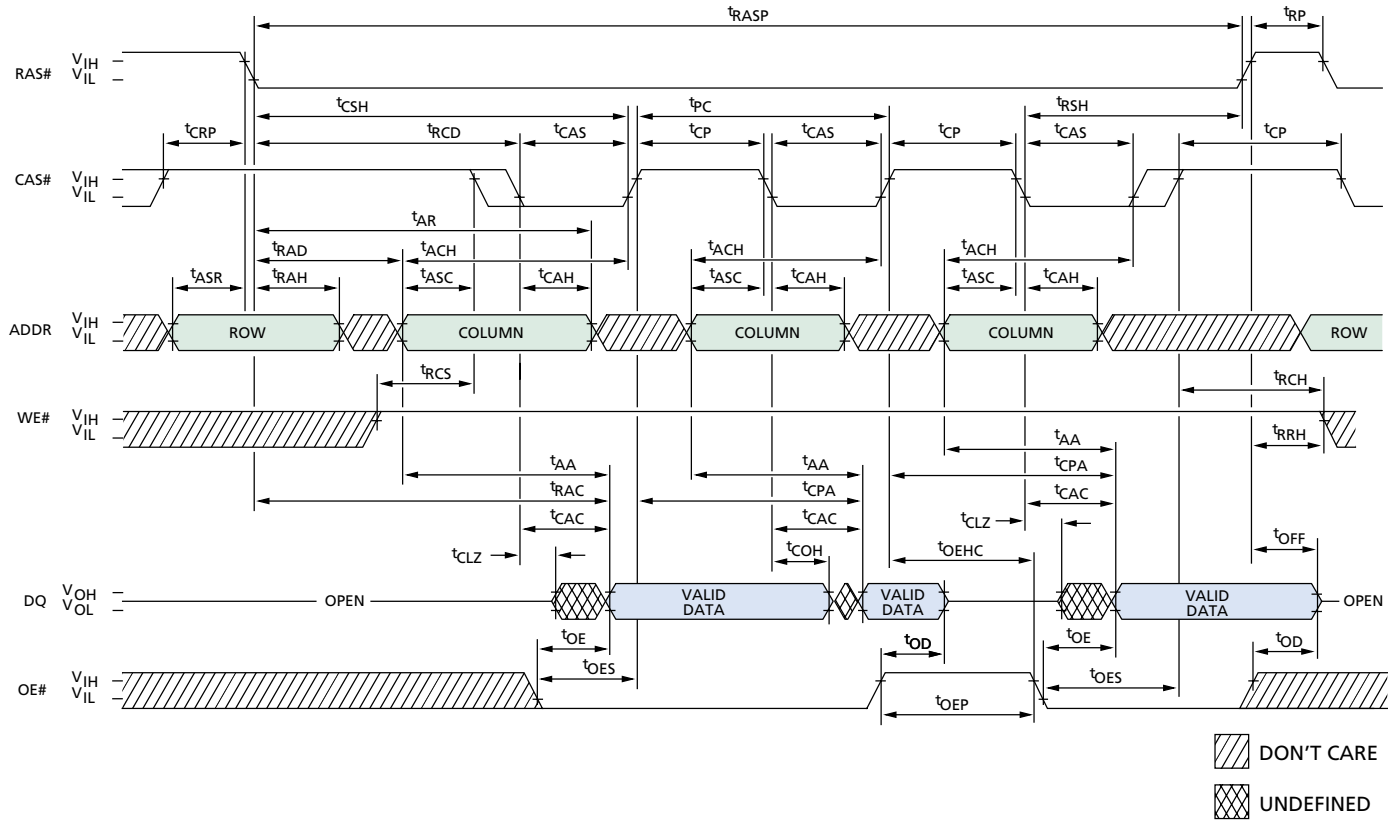 tRASP tRP
RAS# VIH
VIL
tCSH tPC tRSH
tCRP tRCD tCAS tCP tCAS tCP tCAS tCP
CAS# VIH
VIL
tAR
tRAD tACH tACH tACH
tASR tRAH tASC tCAH tASC tCAH tASC tCAH
ADDR VIH
VIL
ROW COLUMN COLUMN COLUMN ROW
tRCS tRCH
WE# VIH
VIL
tRRH
tAA tAA tAA
tRAC tCPA tCPA
tCAC tCAC tCAC
tCLZ tCOH tOEHC tCLZ tOFF
DQ VOH
VOL
OPEN VALID DATA VALID DATA VALID DATA OPEN
tOE tOD tOE tOD
tOES tOES
OE# VIH
VIL
tOEP
DON'T CARE
UNDEFINED